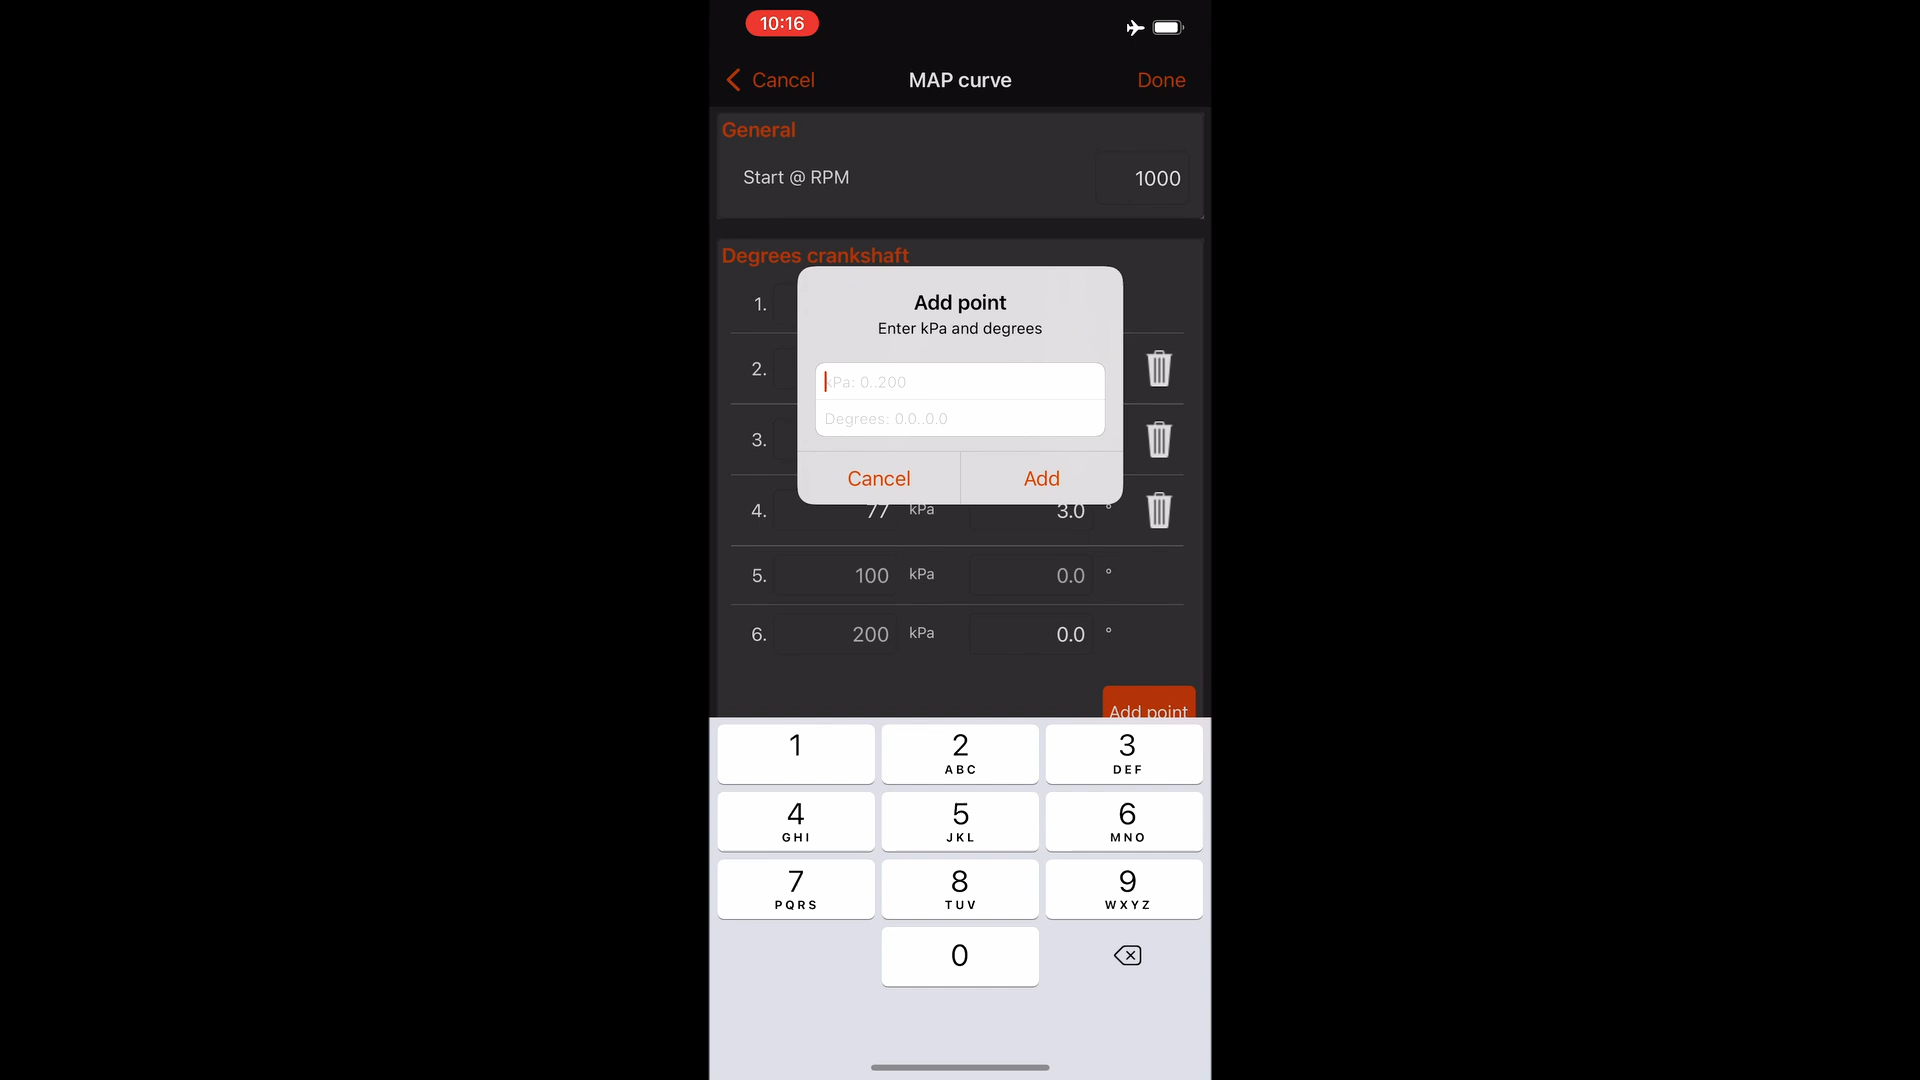 10:16
Cancel
MAP curve
Done
General
Start @ RPM
1000
Degrees crankshaft
1.
Add point
Enter kPa and degrees
2.
kPa: 0..200
Degrees: 0.0..0.0
3.
Cancel
Add
4.
77 kPa 3.0 °
5. 100 kPa 0.0 °
6. 200 kPa 0.0 °
Add point
1
2
ABC
3
DEF
4
GHI
5
JKL
6
MNO
7
PQRS
8
TUV
9
WXYZ
0